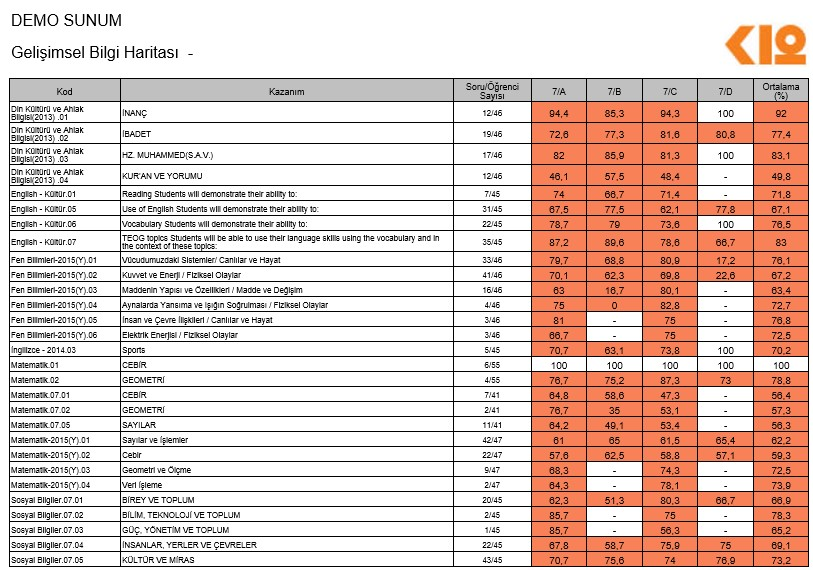 DEMO SUNUM
Gelişimsel Bilgi Haritası -
K12
Kod Kazanım Soru/Öğrenci Sayısı 7/A 7/B 7/C 7/D Ortalama (%)
Din Kültürü ve Ahlak Bilgisi(2013) .01 İNANÇ 12/46 94,4 85,3 94,3 100 92
Din Kültürü ve Ahlak Bilgisi(2013) .02 İBADET 19/46 72,6 77,3 81,6 80,8 77,4
Din Kültürü ve Ahlak Bilgisi(2013) .03 HZ. MUHAMMED(S.A.V.) 17/46 82 85,9 81,3 100 83,1
Din Kültürü ve Ahlak Bilgisi(2013) .04 KUR'AN VE YORUMU 12/46 46,1 57,5 48,4 - 49,8
English - Kültür.01 Reading Students will demonstrate their ability to: 7/45 74 66,7 71,4 - 71,8
English - Kültür.05 Use of English Students will demonstrate their ability to: 31/45 67,5 77,5 62,1 77,8 67,1
English - Kültür.06 Vocabulary Students will demonstrate their ability to: 22/45 78,7 79 73,6 100 76,5
English - Kültür.07 TEOG topics Students will be able to use their language skills using the vocabulary and in the context of these topics: 35/45 87,2 89,6 78,6 66,7 83
Fen Bilimleri-2015(Y).01 Vücudumuzdaki Sistemler/ Canlılar ve Hayat 33/46 79,7 68,8 80,9 17,2 76,1
Fen Bilimleri-2015(Y).02 Kuvvet ve Enerji / Fiziksel Olaylar 41/46 70,1 62,3 69,8 22,6 67,2
Fen Bilimleri-2015(Y).03 Maddenin Yapısı ve Özellikleri / Madde ve Değişim 16/46 63 16,7 80,1 - 63,4
Fen Bilimleri-2015(Y).04 Aynalarda Yansıma ve Işığın Soğrulması / Fiziksel Olaylar 4/46 75 0 82,8 - 72,7
Fen Bilimleri-2015(Y).05 İnsan ve Çevre İlişkileri / Canlılar ve Hayat 3/46 81 - 75 - 76,8
Fen Bilimleri-2015(Y).06 Elektrik Enerjisi / Fiziksel Olaylar 3/46 66,7 - 75 - 72,5
İngilizce - 2014.03 Sports 5/45 70,7 63,1 73,8 100 70,2
Matematik.01 CEBİR 6/55 100 100 100 100 100
Matematik.02 GEOMETRİ 4/55 76,7 75,2 87,3 73 78,8
Matematik.07.01 CEBİR 7/41 64,8 58,6 47,3 - 56,4
Matematik.07.02 GEOMETRİ 2/41 76,7 35 53,1 - 57,3
Matematik.07.05 SAYILAR 11/41 64,2 49,1 53,4 - 56,3
Matematik-2015(Y).01 Sayılar ve İşlemler 42/47 61 65 61,5 65,4 62,2
Matematik-2015(Y).02 Cebir 22/47 57,6 62,5 58,8 57,1 59,3
Matematik-2015(Y).03 Geometri ve Ölçme 9/47 68,3 - 74,3 - 72,5
Matematik-2015(Y).04 Veri İşleme 2/47 64,3 - 78,1 - 73,9
Sosyal Bilgiler.07.01 BİREY VE TOPLUM 20/45 62,3 51,3 80,3 66,7 66,9
Sosyal Bilgiler.07.02 BİLİM, TEKNOLOJİ VE TOPLUM 2/45 85,7 - 75 - 78,3
Sosyal Bilgiler.07.03 GÜÇ, YÖNETİM VE TOPLUM 1/45 85,7 - 56,3 - 65,2
Sosyal Bilgiler.07.04 İNSANLAR, YERLER VE ÇEVRELER 22/45 67,8 58,7 75,9 75 69,1
Sosyal Bilgiler.07.05 KÜLTÜR VE MİRAS 43/45 70,7 75,6 74 76,9 73,2